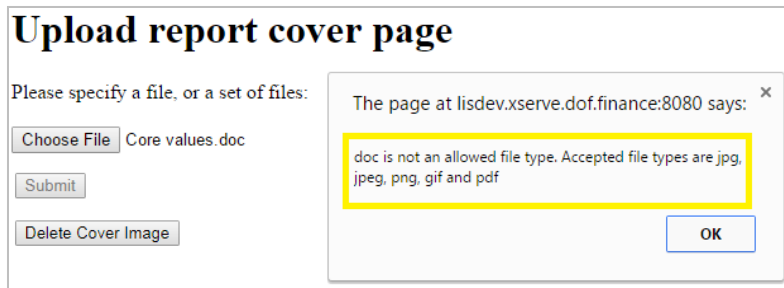 Upload report cover page
Please specify a file, or a set of files:
Choose File Core values.doc
Submit
Delete Cover Image
The page at lisdev.xserve.dof.finance:8080 says:
×
doc is not an allowed file type. Accepted file types are jpg,
jpeg, png, gif and pdf
OK